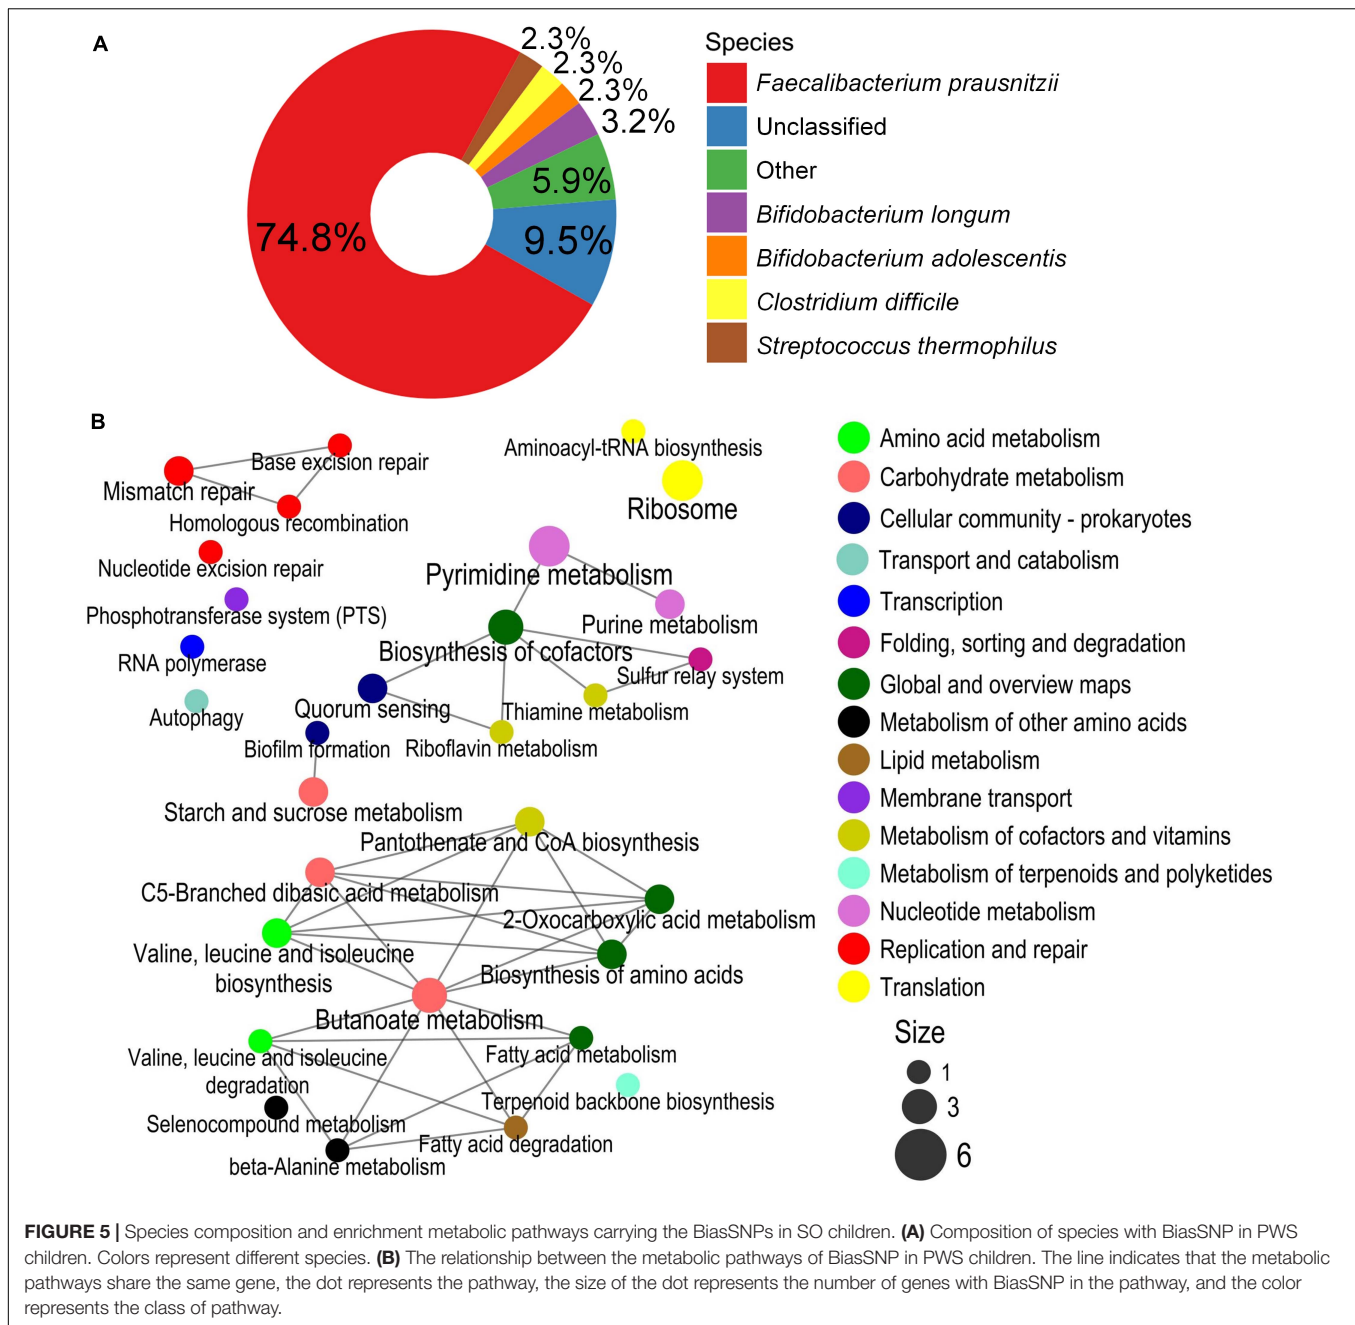 A
2.3%
2.3%
2.3%
3.2%
5.9%
9.5%
74.8%
Species
Faecalibacterium prausnitzii
Unclassified
Other
Bifidobacterium longum
Bifidobacterium adolescentis
Clostridium difficile
Streptococcus thermophilus
B
Base excision repair
Mismatch repair
Homologous recombination
Nucleotide excision repair
Phosphotransferase system (PTS)
RNA polymerase
Autophagy
Aminoacyl-tRNA biosynthesis
Ribosome
Pyrimidine metabolism
Purine metabolism
Biosynthesis of cofactors
Sulfur relay system
Quorum sensing
Thiamine metabolism
Biofilm formation
Riboflavin metabolism
Starch and sucrose metabolism
Pantothenate and CoA biosynthesis
C5-Branched dibasic acid metabolism
2-Oxocarboxylic acid metabolism
Valine, leucine and isoleucine
biosynthesis
Biosynthesis of amino acids
Butanoate metabolism
Valine, leucine and isoleucine
degradation
Fatty acid metabolism
Terpenoid backbone biosynthesis
Selenocompound metabolism
Fatty acid degradation
beta-Alanine metabolism
Amino acid metabolism
Carbohydrate metabolism
Cellular community - prokaryotes
Transport and catabolism
Transcription
Folding, sorting and degradation
Global and overview maps
Metabolism of other amino acids
Lipid metabolism
Membrane transport
Metabolism of cofactors and vitamins
Metabolism of terpenoids and polyketides
Nucleotide metabolism
Replication and repair
Translation
Size
1
3
6
FIGURE 5 | Species composition and enrichment metabolic pathways carrying the BiasSNPs in SO children. (A) Composition of species with BiasSNP in PWS
children. Colors represent different species. (B) The relationship between the metabolic pathways of BiasSNP in PWS children. The line indicates that the metabolic
pathways share the same gene, the dot represents the pathway, the size of the dot represents the number of genes with BiasSNP in the pathway, and the color
represents the class of pathway.